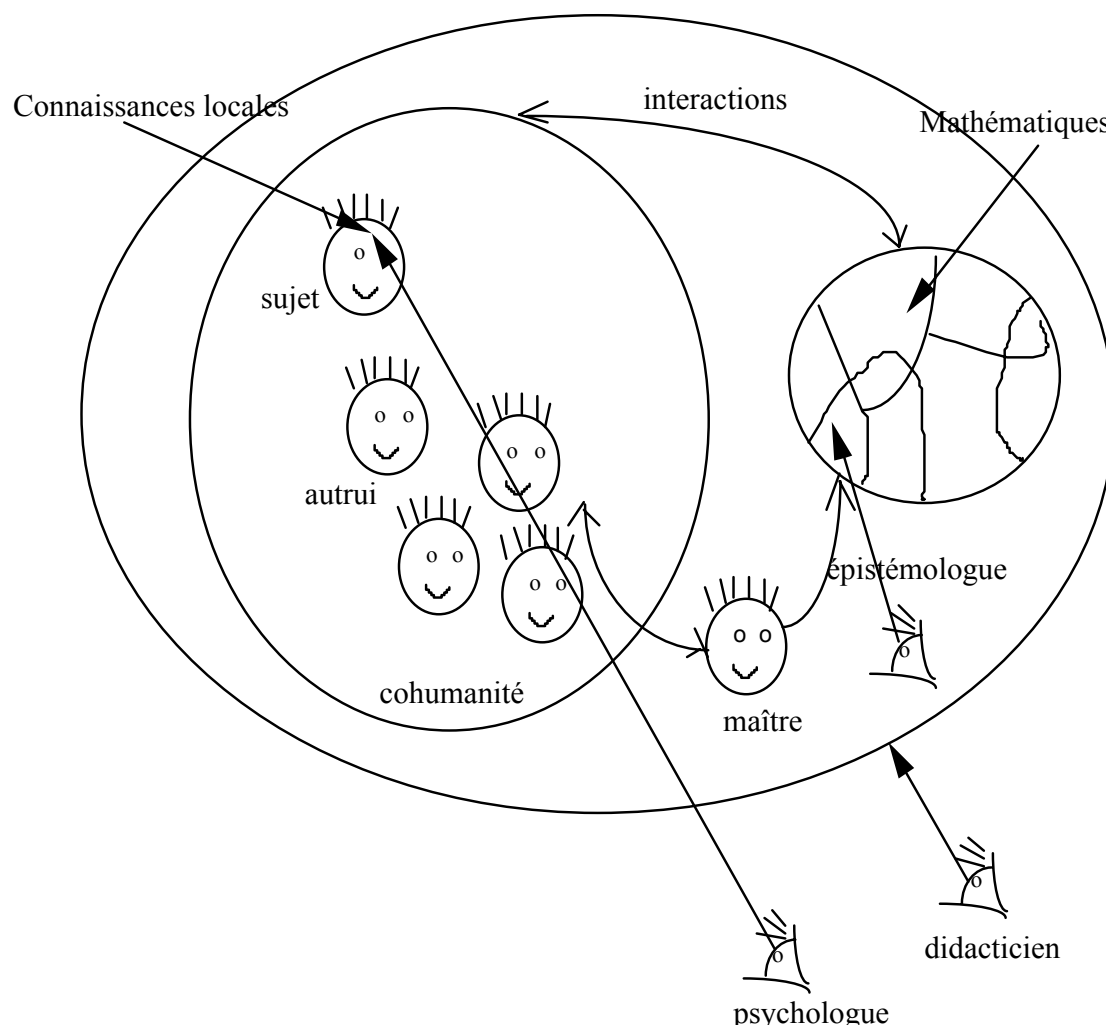 interactions
Connaissances locales
Mathématiques
sujet
autrui
épistémologue
cohumanité
maître
didacticien
psychologue